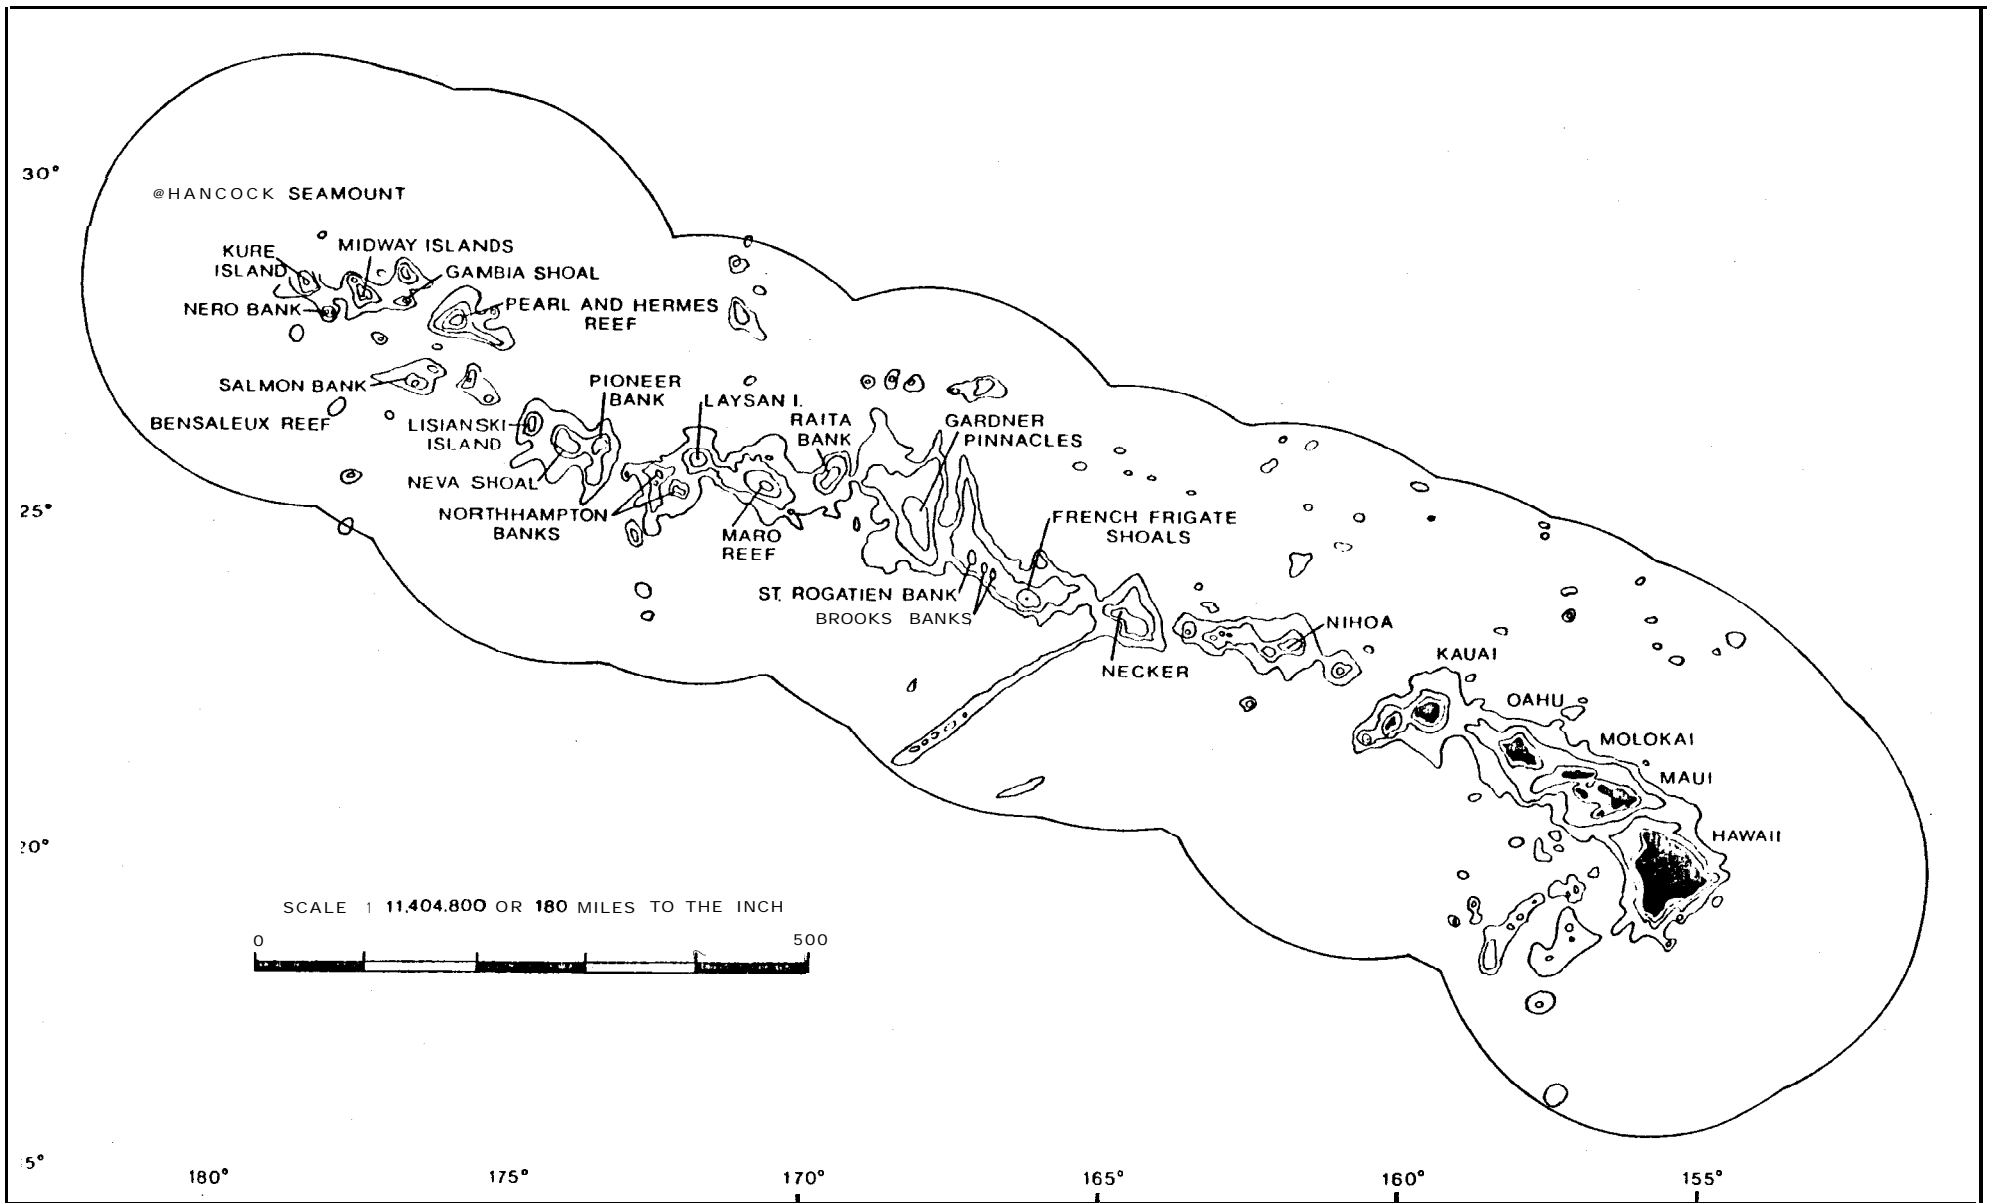 30°
@HANCOCK SEAMOUNT
KURE
ISLAND
MIDWAY ISLANDS
GAMBIA SHOAL
NERO BANK
PEARL AND HERMES
REEF
SALMON BANK
PIONEER
BANK
LAYSAN I.
RAITA
BANK
GARDNER
PINNACLES
BENSALEUX REEF
LISIANSKI
ISLAND
NEVA SHOAL
25°
NORTHHAMPTON
BANKS
MARO
REEF
FRENCH FRIGATE
SHOALS
ST. ROGATIEN BANK
BROOKS BANKS
NIHOA
NECKER
KAUAI
OAHU
MOLOKAI
MAUI
HAWAII
20°
SCALE 1 11,404.800 OR 180 MILES TO THE INCH
0 500
5°
180° 175° 170° 165° 160° 155°